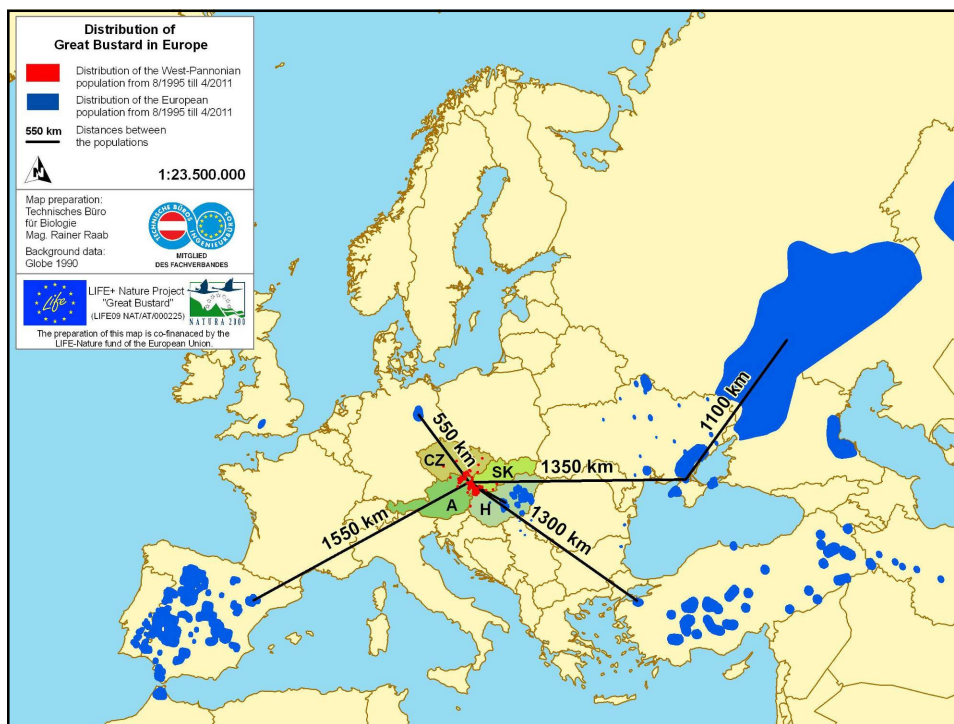 Distribution of
Great Bustard in Europe
Distribution of the West-Pannonian
population from 8/1995 till 4/2011
Distribution of the European
population from 8/1995 till 4/2011
550 km
Distances between
the populations
N
1:23.500.000
Map preparation:
Technisches Büro
für Biologie
Mag. Rainer Raab
Background data:
Globe 1990
TECHNISCHE BÜROS
INGENIEURBÜROS
MITGLIED
DES FACHVERBANDES
Life
LIFE+ Nature Project
"Great Bustard"
(LIFE09 NAT/AT/000225)
NATURA 2000
The preparation of this map is co-finanaced by the
LIFE-Nature fund of the European Union.
1100 km
550 km
CZ
SK
1350 km
A
H
1550 km
1300 km